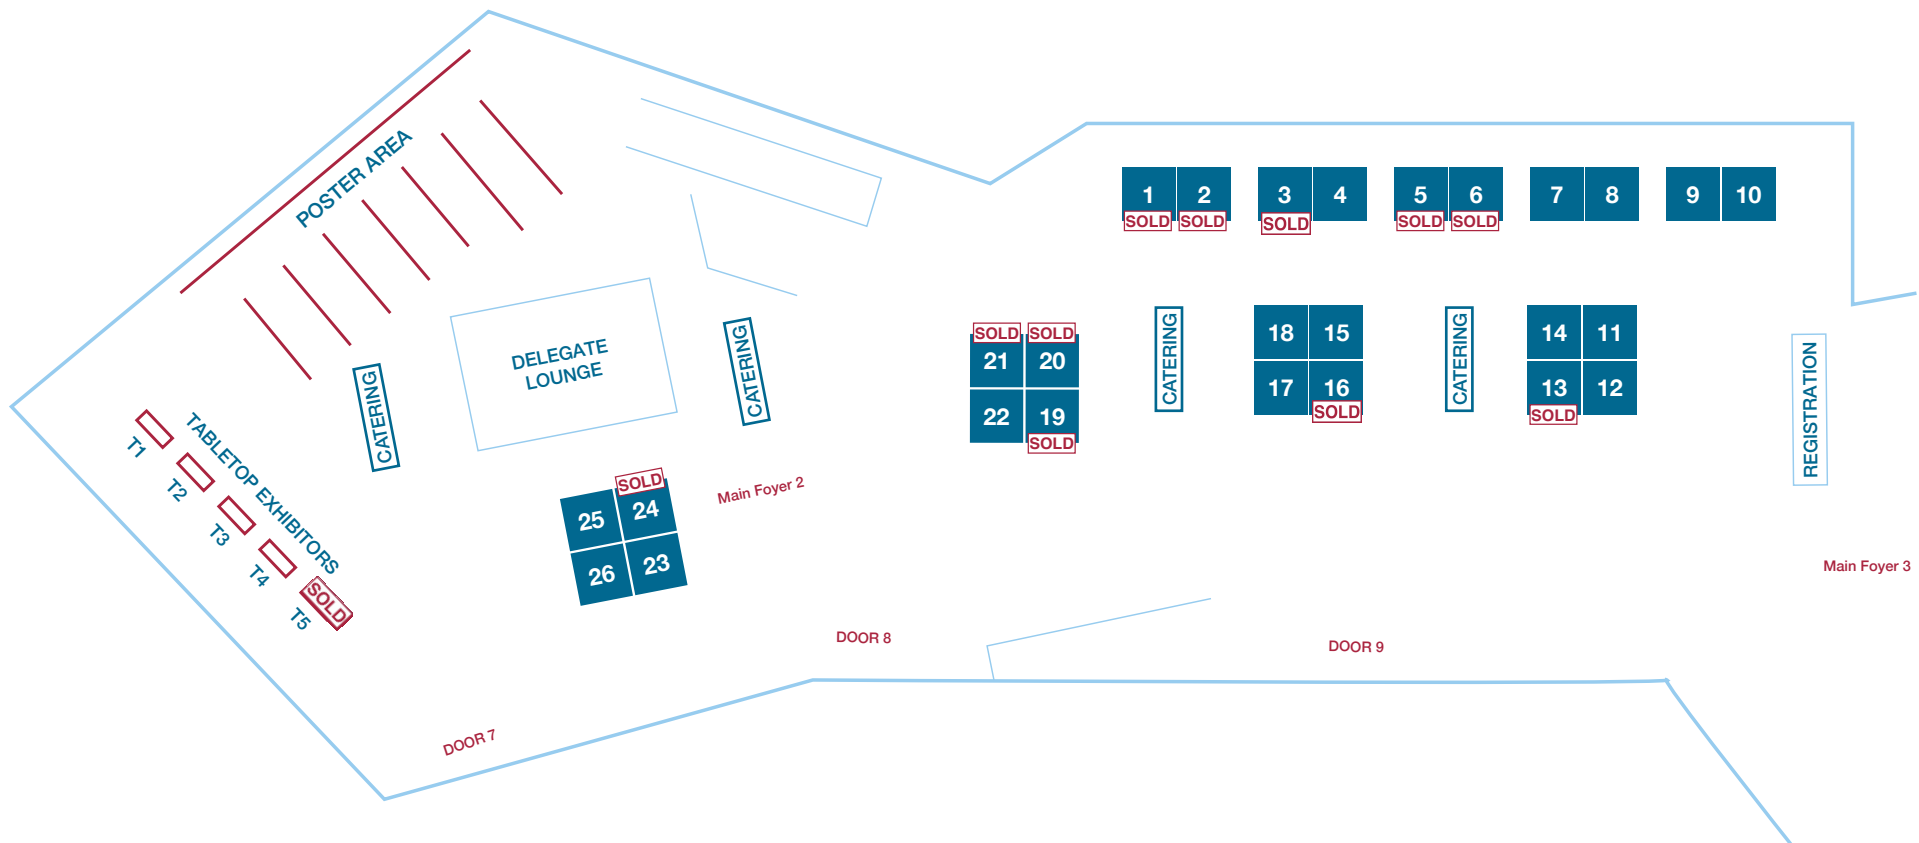 POSTER AREA
1 2 3 4 5 6 7 8 9 10
SOLD SOLD SOLD SOLD SOLD
DELEGATE
LOUNGE
CATERING
CATERING
CATERING
CATERING
REGISTRATION
SOLD SOLD
21 20
22 19
SOLD
18 15
17 16
SOLD
14 11
13 12
SOLD
TABLETOP EXHIBITORS
T1
T2
T3
T4
T5
SOLD
SOLD
25 24
26 23
Main Foyer 2
Main Foyer 3
DOOR 8
DOOR 9
DOOR 7